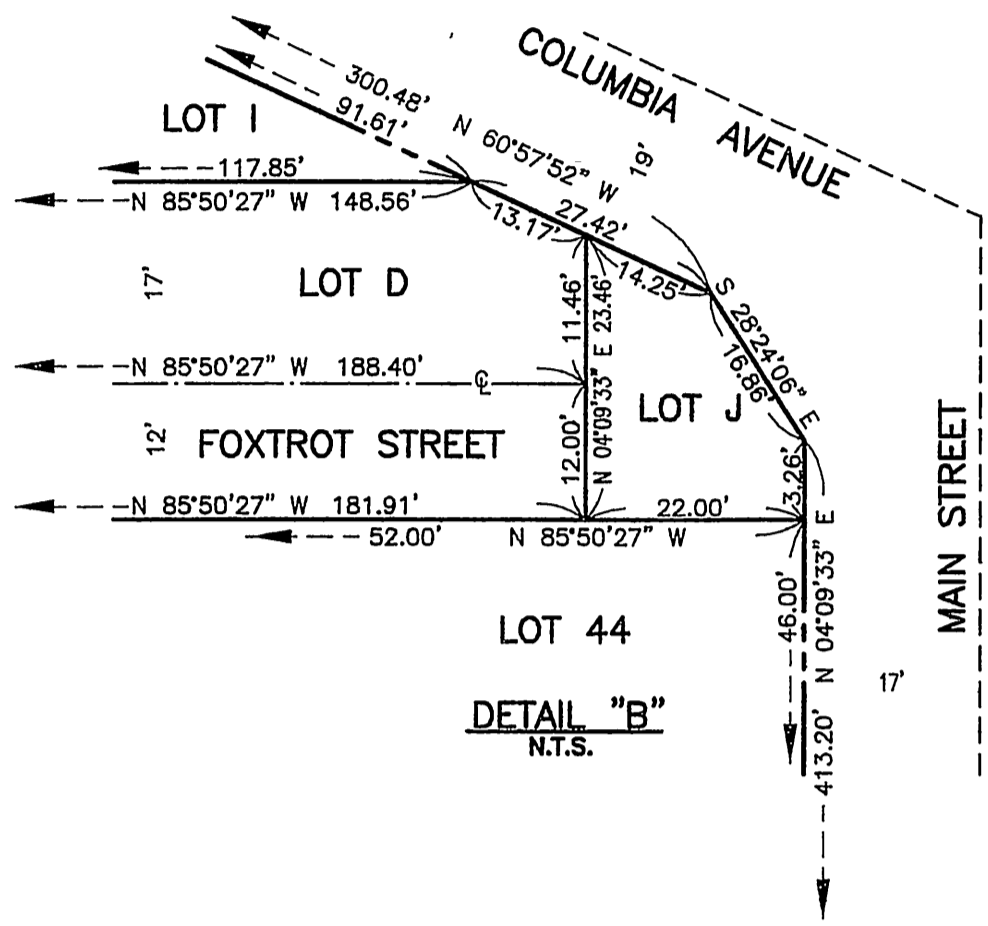 COLUMBIA AVENUE
300.48'
91.61'
N 60°57'52" W
19'
LOT I
117.85'
N 85°50'27" W 148.56'
13.17'
27.42'
14.25'
17'
LOT D
11.46'
N 04°09'33" E 23.46'
S 28°24'06" E
16.86'
N 85°50'27" W 188.40'
℄
LOT J
12'
FOXTROT STREET
12.00'
3.26'
MAIN STREET
N 85°50'27" W 181.91'
22.00'
52.00'
N 85°50'27" W
46.00'
413.20' N 04°09'33" E
LOT 44
17'
DETAIL "B"
N.T.S.